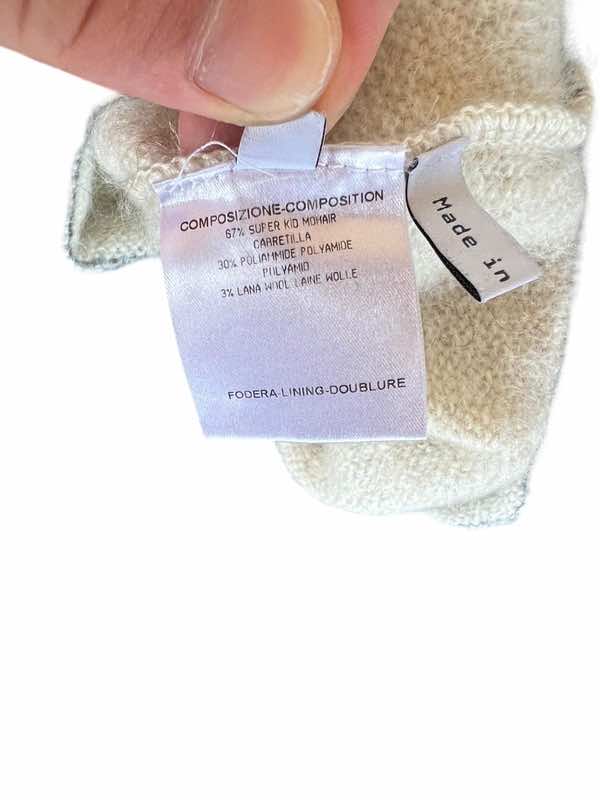 COMPOSIZIONE-COMPOSITION
67% SUPER KID MOHAIR
CARRETILLA
30% POLIAMMIDE POLYAMIDE
POLYAMID
3% LANA WOOL LAINE WOLLE
FODERA-LINING-DOUBLURE
Made in